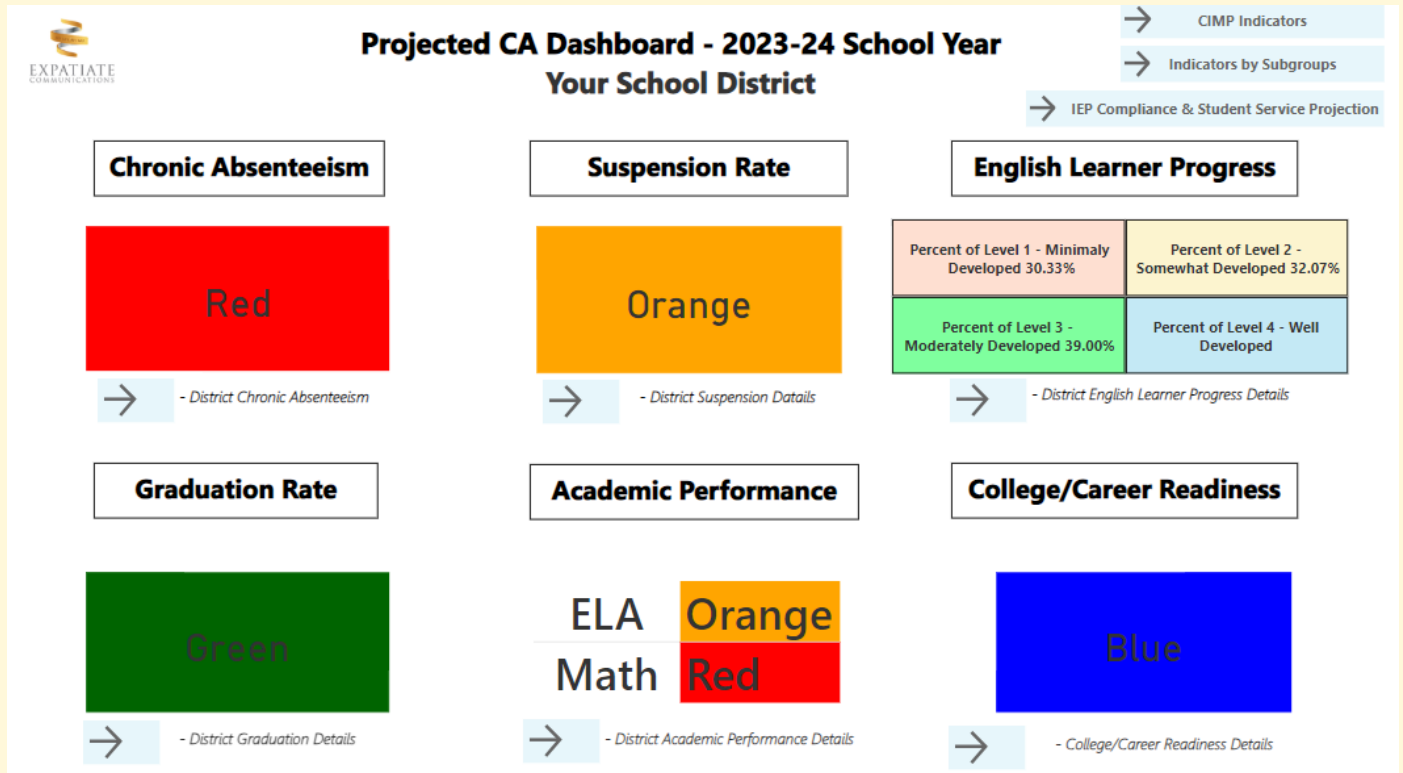 EXPATIATE
COMMUNICATIONS
Projected CA Dashboard - 2023-24 School Year
Your School District
CIMP Indicators
Indicators by Subgroups
IEP Compliance & Student Service Projection
Chronic Absenteeism
Suspension Rate
English Learner Progress
Red
Orange
Percent of Level 1 - Minimaly
Developed 30.33%
Percent of Level 2 -
Somewhat Developed 32.07%
Percent of Level 3 -
Moderately Developed 39.00%
Percent of Level 4 - Well
Developed
- District Chronic Absenteeism
- District Suspension Datails
- District English Learner Progress Details
Graduation Rate
Academic Performance
College/Career Readiness
Green
ELA Orange
Math Red
Blue
- District Graduation Details
- District Academic Performance Details
- College/Career Readiness Details